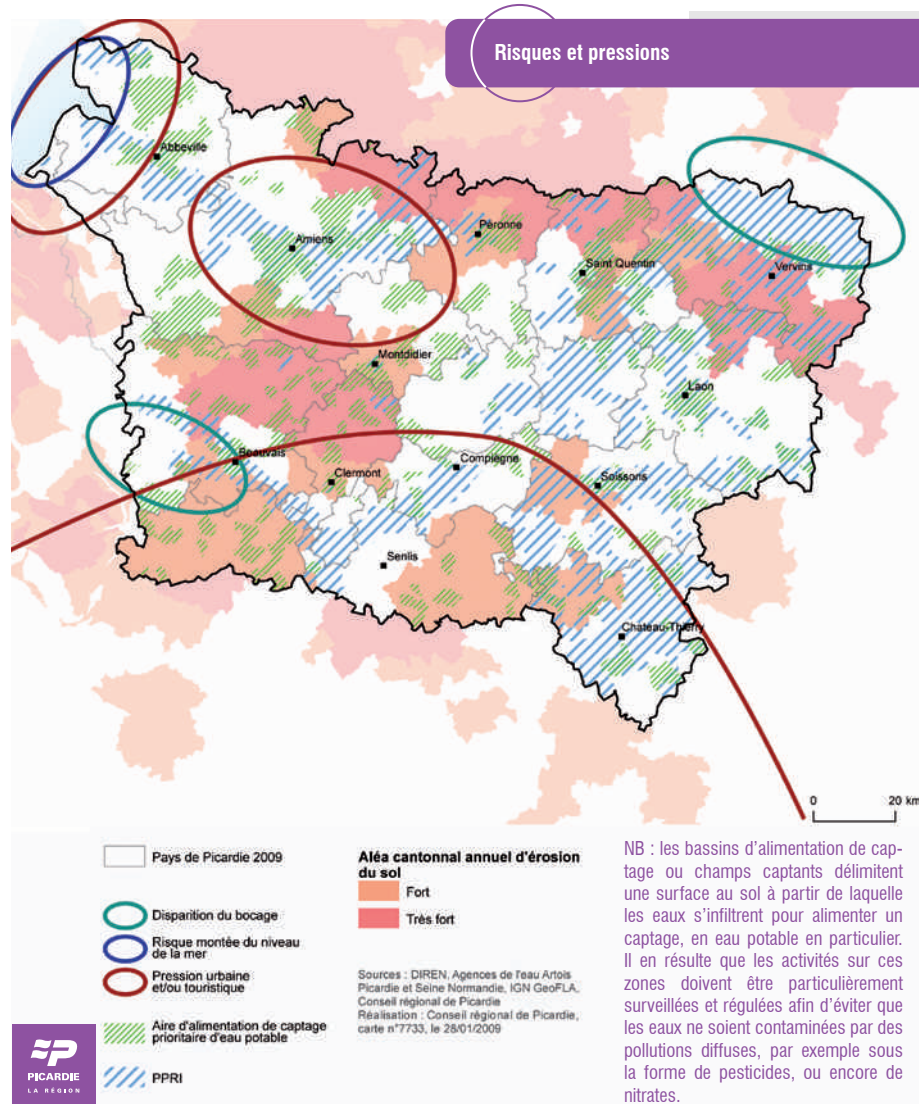 Risques et pressions
Abbeville
Amiens
Péronne
Saint Quentin
Vervins
Montdidier
Laon
Beauvais
Clermont
Compiègne
Soissons
Senlis
Chateau-Thierry
0 20 km
Pays de Picardie 2009
Disparition du bocage
Risque montée du niveau
de la mer
Pression urbaine
et/ou touristique
Aire d'alimentation de captage
prioritaire d'eau potable
PPRI
Aléa cantonnal annuel d'érosion
du sol
Fort
Très fort
Sources : DIREN, Agences de l'eau Artois
Picardie et Seine Normandie, IGN GeoFLA,
Conseil régional de Picardie
Réalisation : Conseil régional de Picardie,
carte n°7733, le 28/01/2009
NB : les bassins d'alimentation de cap-
tage ou champs captants délimitent
une surface au sol à partir de laquelle
les eaux s'infiltrent pour alimenter un
captage, en eau potable en particulier.
Il en résulte que les activités sur ces
zones doivent être particulièrement
surveillées et régulées afin d'éviter que
les eaux ne soient contaminées par des
pollutions diffuses, par exemple sous
la forme de pesticides, ou encore de
nitrates.
PICARDIE
LA RÉGION